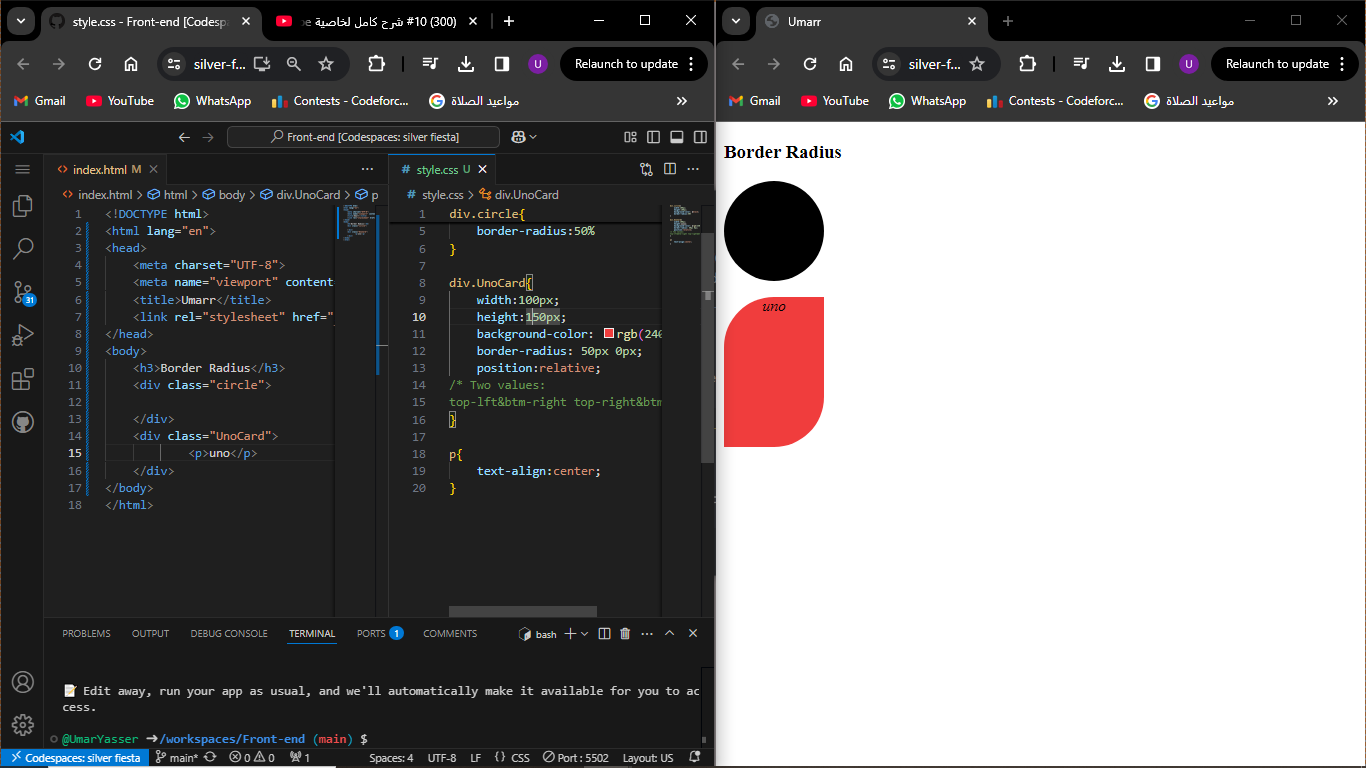 style.css - Front-end [Codesp
(300) #10 شرح كامل لخاصية
silver-f...
U
Relaunch to update
Gmail
YouTube
WhatsApp
Contests - Codeforc...
مواعيد الصلاة
»
Front-end [Codespaces: silver fiesta]
index.html M
index.html > html > body > div.UnoCard > p
1 <!DOCTYPE html>
2 <html lang="en">
3 <head>
4 <meta charset="UTF-8">
5 <meta name="viewport" content
6 <title>Umarr</title>
7 <link rel="stylesheet" href="
8 </head>
9 <body>
10 <h3>Border Radius</h3>
11 <div class="circle">
12
13 </div>
14 <div class="UnoCard">
15 <p>uno</p>
16 </div>
17 </body>
18 </html>
# style.css U
# style.css > div.UnoCard
1 div.circle{
5 border-radius:50%
6 }
7
8 div.UnoCard{
9 width:100px;
10 height:150px;
11 background-color: rgb(240
12 border-radius: 50px 0px;
13 position:relative;
14 /* Two values:
15 top-lft&btm-right top-right&btm
16 }
17
18 p{
19 text-align:center;
20 }
31
PROBLEMS OUTPUT DEBUG CONSOLE TERMINAL PORTS 1 COMMENTS
bash
Edit away, run your app as usual, and we'll automatically make it available for you to ac
cess.
@UmarYasser ➜/workspaces/Front-end (main) $
Codespaces: silver fiesta main* 0 0 1 Spaces: 4 UTF-8 LF {} CSS Port : 5502 Layout: US
Umarr
silver-f...
U
Relaunch to update
Gmail
YouTube
WhatsApp
Contests - Codeforc...
مواعيد الصلاة
»
Border Radius
uno